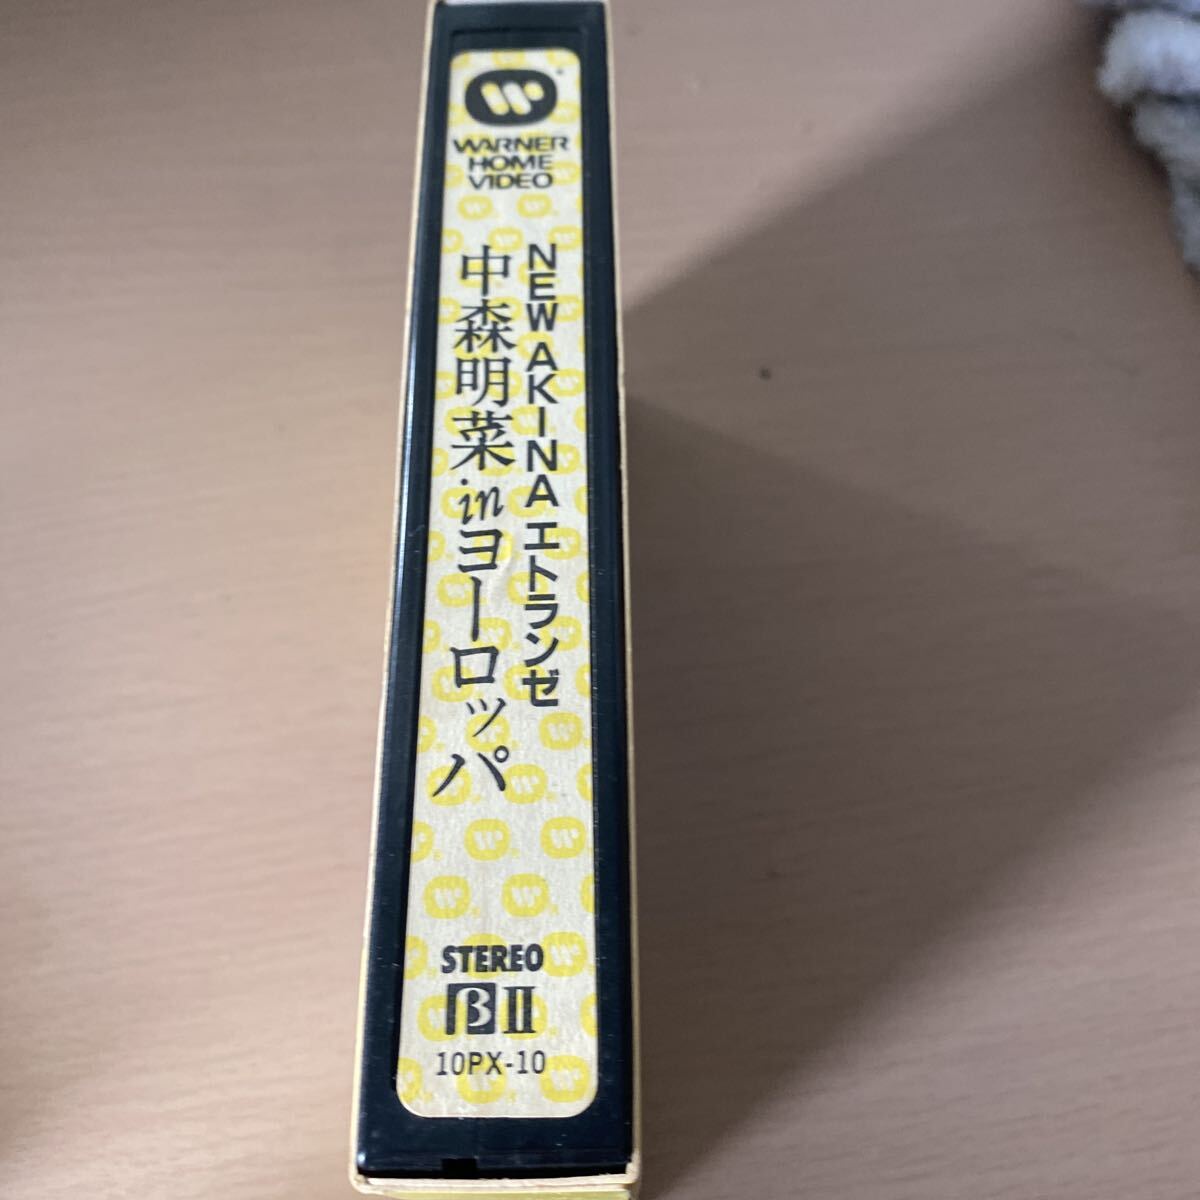 WARNER
HOME
VIDEO
NEW AKINA エトランゼ
中森明菜 in ヨーロッパ
STEREO
β II
10PX-10